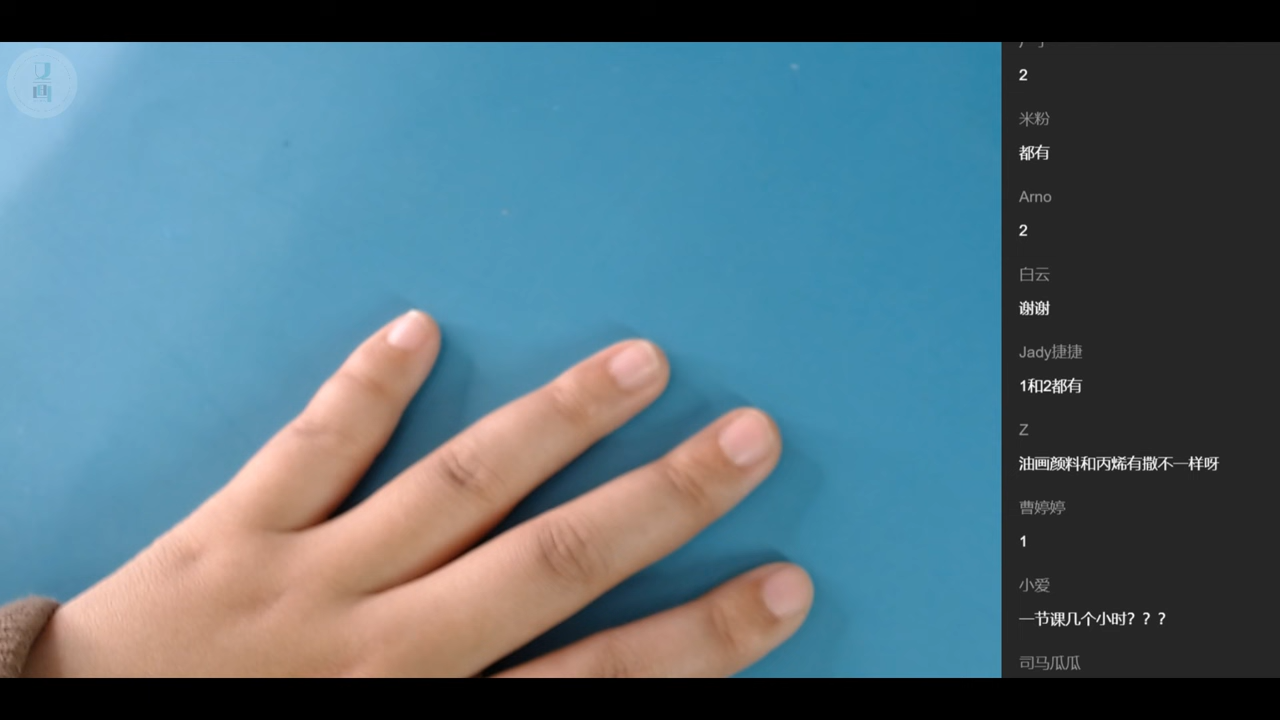 2
米粉
都有
Arno
2
白云
谢谢
Jady捷捷
1和2都有
Z
油画颜料和丙烯有撒不一样呀
曹婷婷
1
小爱
一节课几个小时？？？
司马瓜瓜